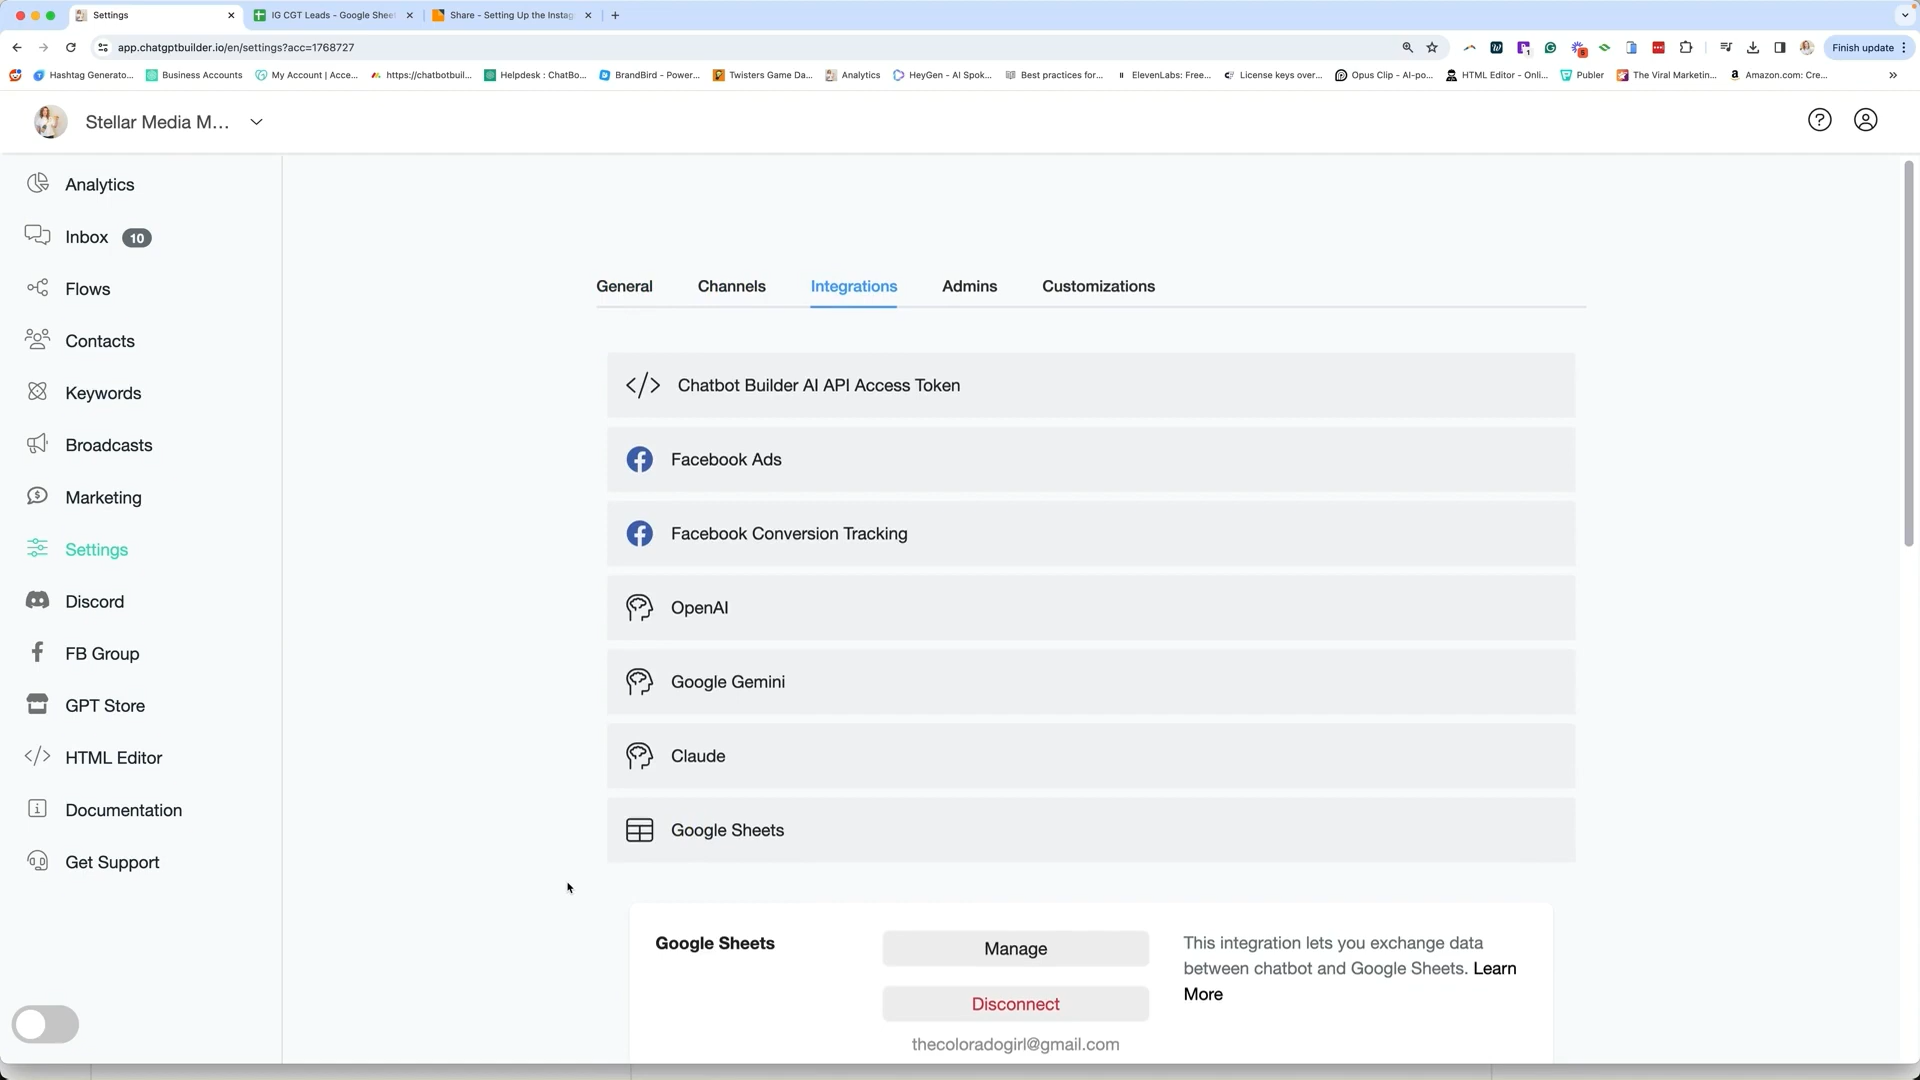 Settings
IG CGT Leads - Google Shee
Share - Setting Up the Instag
app.chatgptbuilder.io/en/settings?acc=1768727
Finish update
Hashtag Generato...
Business Accounts
My Account | Acce...
https://chatbotbuil...
Helpdesk : ChatBo...
BrandBird - Power...
Twisters Game Da...
Analytics
HeyGen - AI Spok...
Best practices for...
ElevenLabs: Free...
License keys over...
Opus Clip - AI-po...
HTML Editor - Onli...
Publer
The Viral Marketin...
Amazon.com: Cre...
Stellar Media M...
Analytics
Inbox 10
Flows
Contacts
Keywords
Broadcasts
Marketing
Settings
Discord
FB Group
GPT Store
HTML Editor
Documentation
Get Support
General
Channels
Integrations
Admins
Customizations
Chatbot Builder AI API Access Token
Facebook Ads
Facebook Conversion Tracking
OpenAI
Google Gemini
Claude
Google Sheets
Google Sheets
Manage
Disconnect
thecoloradogirl@gmail.com
This integration lets you exchange data
between chatbot and Google Sheets. Learn
More